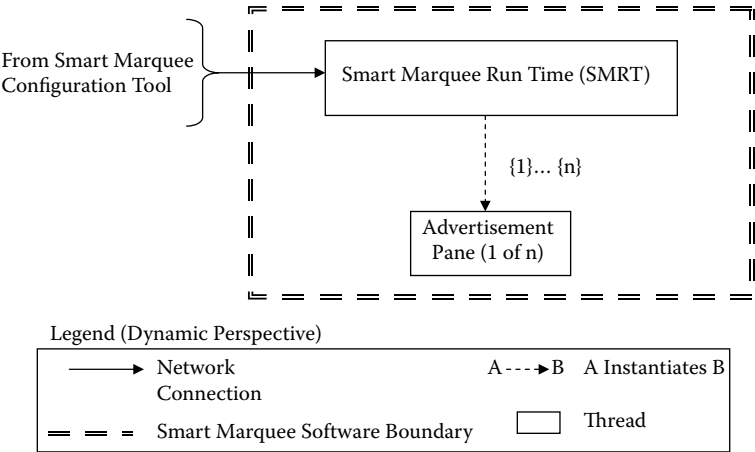 From Smart Marquee
Configuration Tool
Smart Marquee Run Time (SMRT)
{1}... {n}
Advertisement
Pane (1 of n)
Legend (Dynamic Perspective)
Network
Connection
A B A Instantiates B
Smart Marquee Software Boundary
Thread